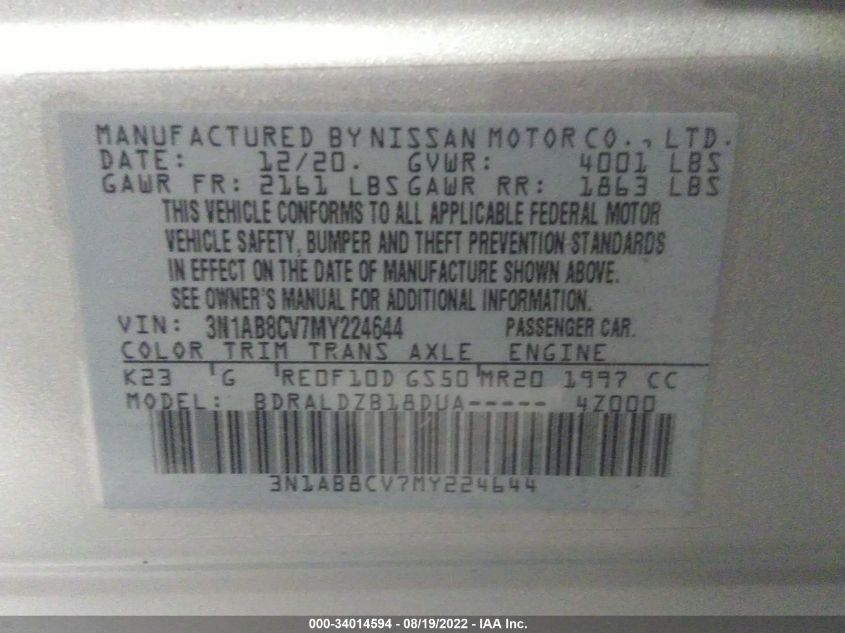 MANUFACTURED BY NISSAN MOTOR CO., LTD.
DATE: 12/20. GVWR: 4001 LBS
GAWR FR: 2161 LBS GAWR RR: 1863 LBS
THIS VEHICLE CONFORMS TO ALL APPLICABLE FEDERAL MOTOR
VEHICLE SAFETY, BUMPER AND THEFT PREVENTION STANDARDS
IN EFFECT ON THE DATE OF MANUFACTURE SHOWN ABOVE.
SEE OWNER'S MANUAL FOR ADDITIONAL INFORMATION.
VIN: 3N1AB8CV7MY224644 PASSENGER CAR.
COLOR TRIM TRANS AXLE ENGINE
K23 'G 'RE0F10D GS50'MR20 1997 CC
MODEL: BDRALDZB18DUA----- 4Z000
3N1AB8CV7MY224644
000-34014594 - 08/19/2022 - IAA Inc.